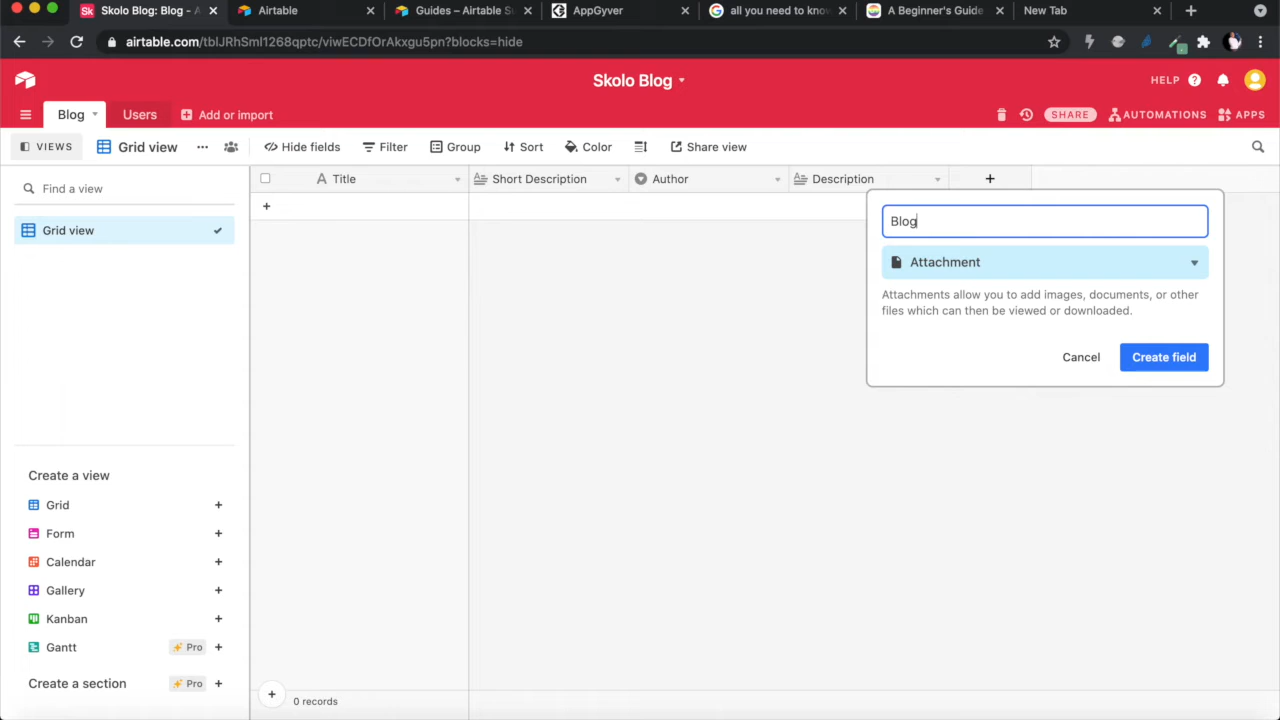 Sk Skolo Blog: Blog - A
Airtable
Guides – Airtable S
AppGyver
all you need to know
A Beginner's Guide
New Tab
airtable.com/tblJRhSml1268qptc/viwECDfOrAkxgu5pn?blocks=hide
Skolo Blog
HELP
Blog
Users
Add or import
SHARE
AUTOMATIONS
APPS
VIEWS
Grid view
Hide fields
Filter
Group
Sort
Color
Share view
Find a view
Title
Short Description
Author
Description
Grid view
Blog
Attachment
Attachments allow you to add images, documents, or other
files which can then be viewed or downloaded.
Cancel
Create field
Create a view
Grid
Form
Calendar
Gallery
Kanban
Gantt
Pro
Create a section
Pro
0 records